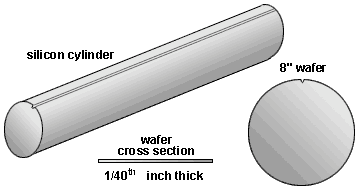 silicon cylinder
8" wafer
wafer
cross section
1/40th inch thick